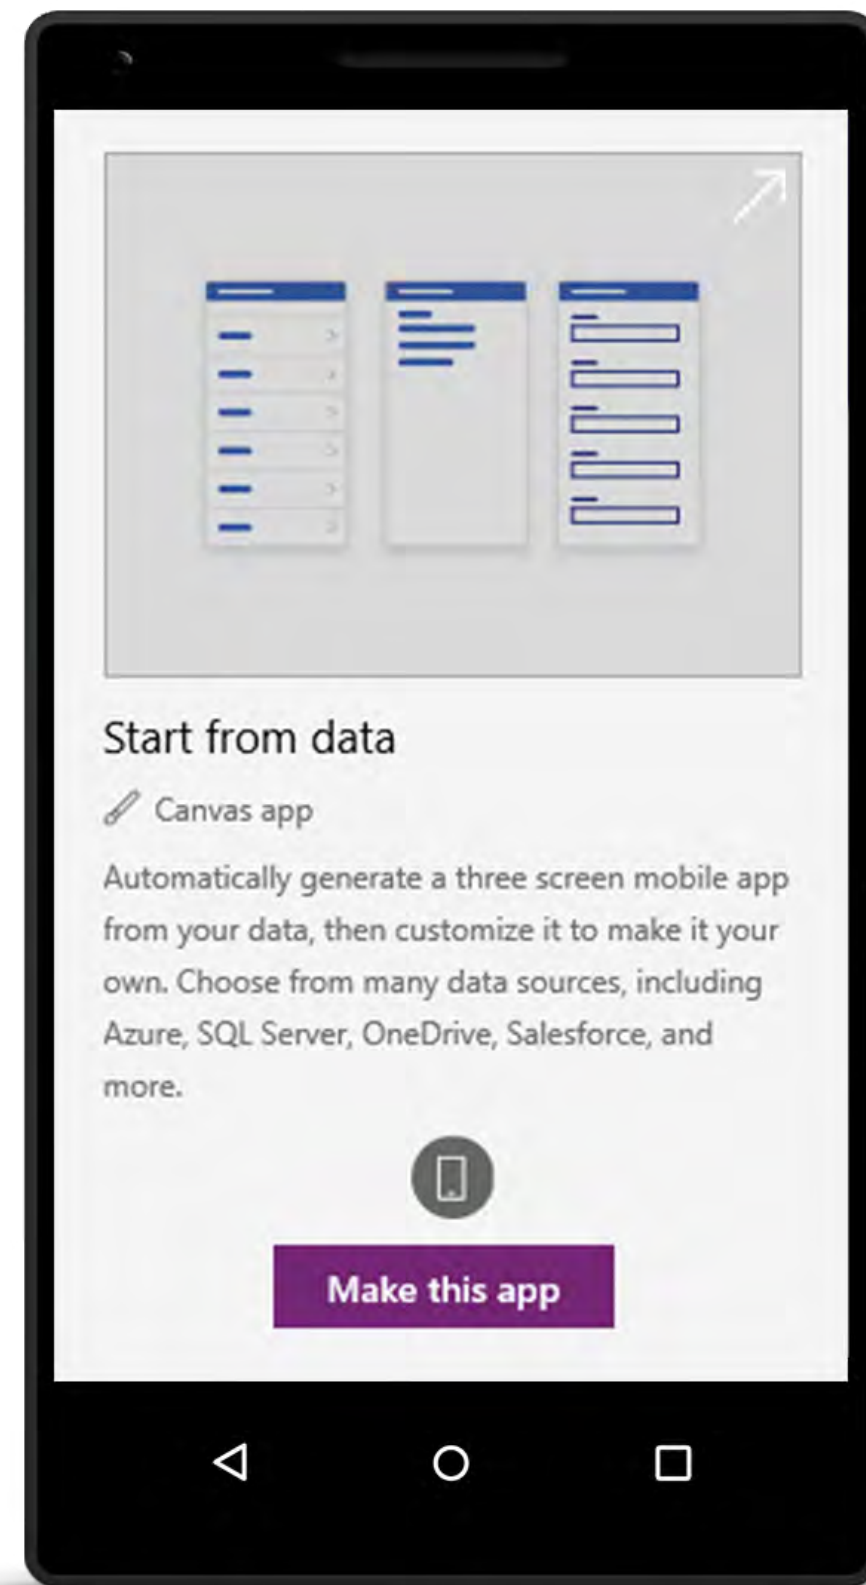 Start from data
Canvas app
Automatically generate a three screen mobile app
from your data, then customize it to make it your
own. Choose from many data sources, including
Azure, SQL Server, OneDrive, Salesforce, and
more.
Make this app